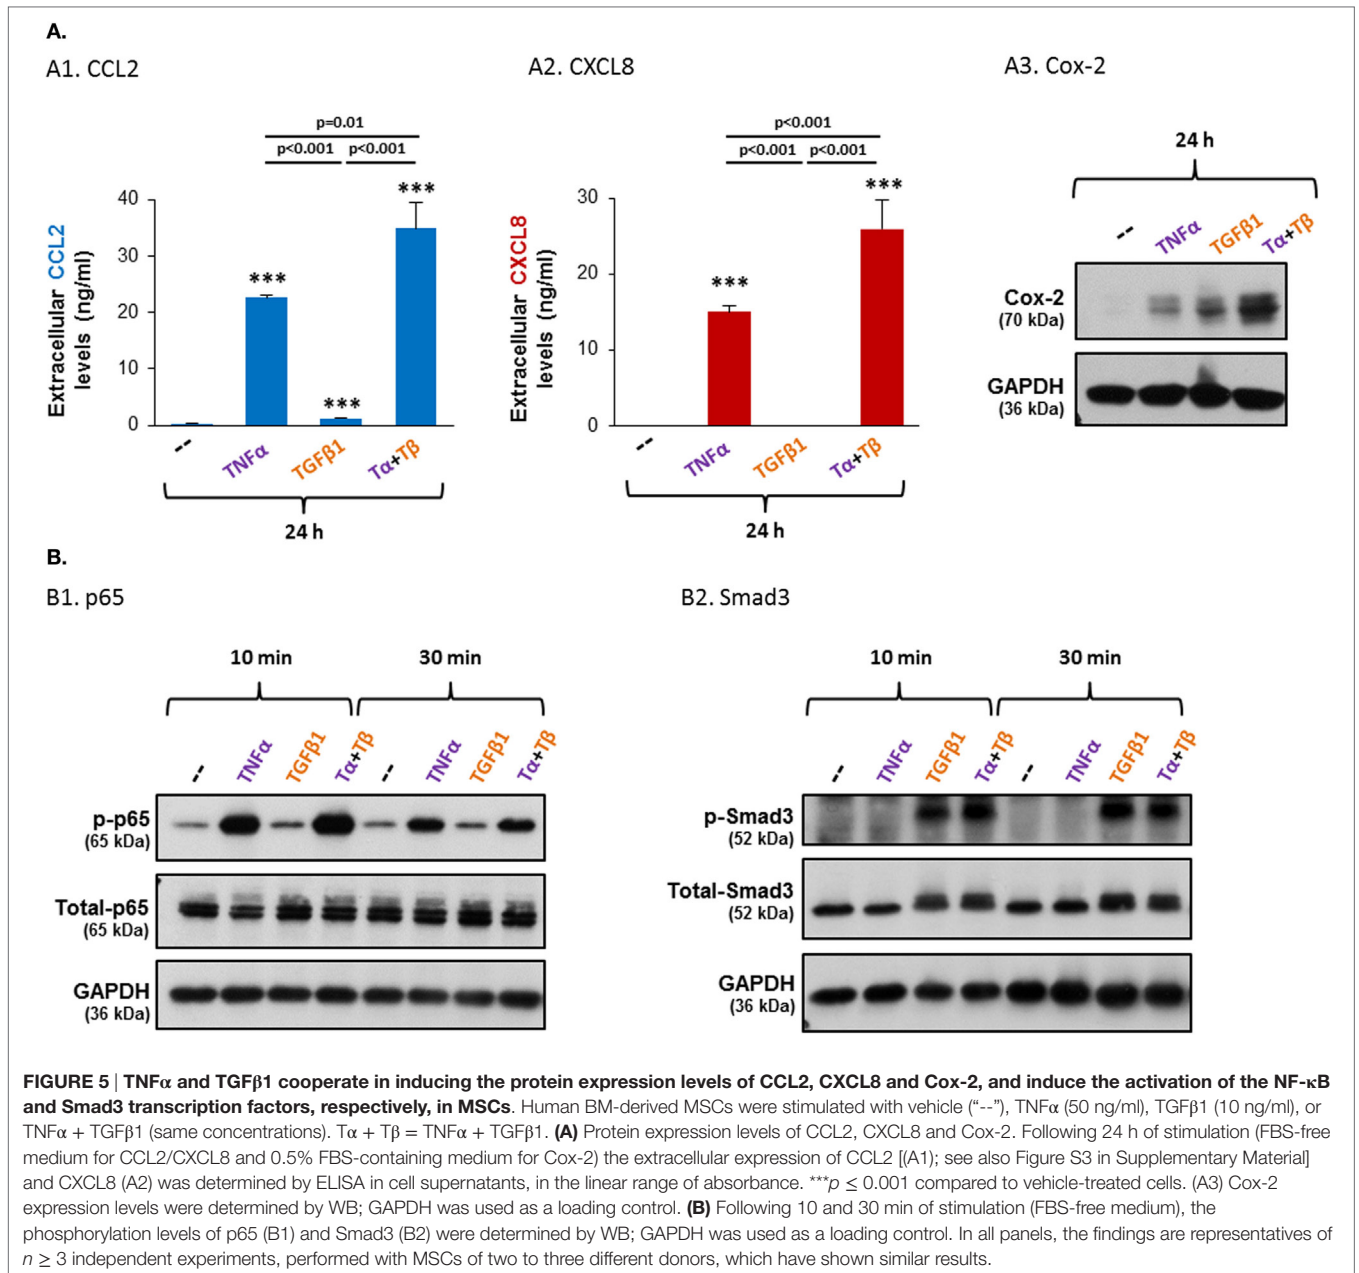 A.
A1. CCL2
A2. CXCL8
A3. Cox-2
p=0.01
p<0.001 p<0.001
***
***
***
40
30
20
10
0
Extracellular CCL2
levels (ng/ml)
--
TNFα
TGFβ1
Tα+Tβ
24 h
p<0.001
p<0.001 p<0.001
***
***
30
20
10
0
Extracellular CXCL8
levels (ng/ml)
--
TNFα
TGFβ1
Tα+Tβ
24 h
24 h
--
TNFα
TGFβ1
Tα+Tβ
Cox-2
(70 kDa)
GAPDH
(36 kDa)
B.
B1. p65
B2. Smad3
10 min
30 min
--
TNFα
TGFβ1
Tα+Tβ
--
TNFα
TGFβ1
Tα+Tβ
p-p65
(65 kDa)
Total-p65
(65 kDa)
GAPDH
(36 kDa)
10 min
30 min
--
TNFα
TGFβ1
Tα+Tβ
--
TNFα
TGFβ1
Tα+Tβ
p-Smad3
(52 kDa)
Total-Smad3
(52 kDa)
GAPDH
(36 kDa)
FIGURE 5 | TNFα and TGFβ1 cooperate in inducing the protein expression levels of CCL2, CXCL8 and Cox-2, and induce the activation of the NF-κB
and Smad3 transcription factors, respectively, in MSCs. Human BM-derived MSCs were stimulated with vehicle (“--”), TNFα (50 ng/ml), TGFβ1 (10 ng/ml), or
TNFα + TGFβ1 (same concentrations). Tα + Tβ = TNFα + TGFβ1. (A) Protein expression levels of CCL2, CXCL8 and Cox-2. Following 24 h of stimulation (FBS-free
medium for CCL2/CXCL8 and 0.5% FBS-containing medium for Cox-2) the extracellular expression of CCL2 [(A1); see also Figure S3 in Supplementary Material]
and CXCL8 (A2) was determined by ELISA in cell supernatants, in the linear range of absorbance. ***p ≤ 0.001 compared to vehicle-treated cells. (A3) Cox-2
expression levels were determined by WB; GAPDH was used as a loading control. (B) Following 10 and 30 min of stimulation (FBS-free medium), the
phosphorylation levels of p65 (B1) and Smad3 (B2) were determined by WB; GAPDH was used as a loading control. In all panels, the findings are representatives of
n ≥ 3 independent experiments, performed with MSCs of two to three different donors, which have shown similar results.